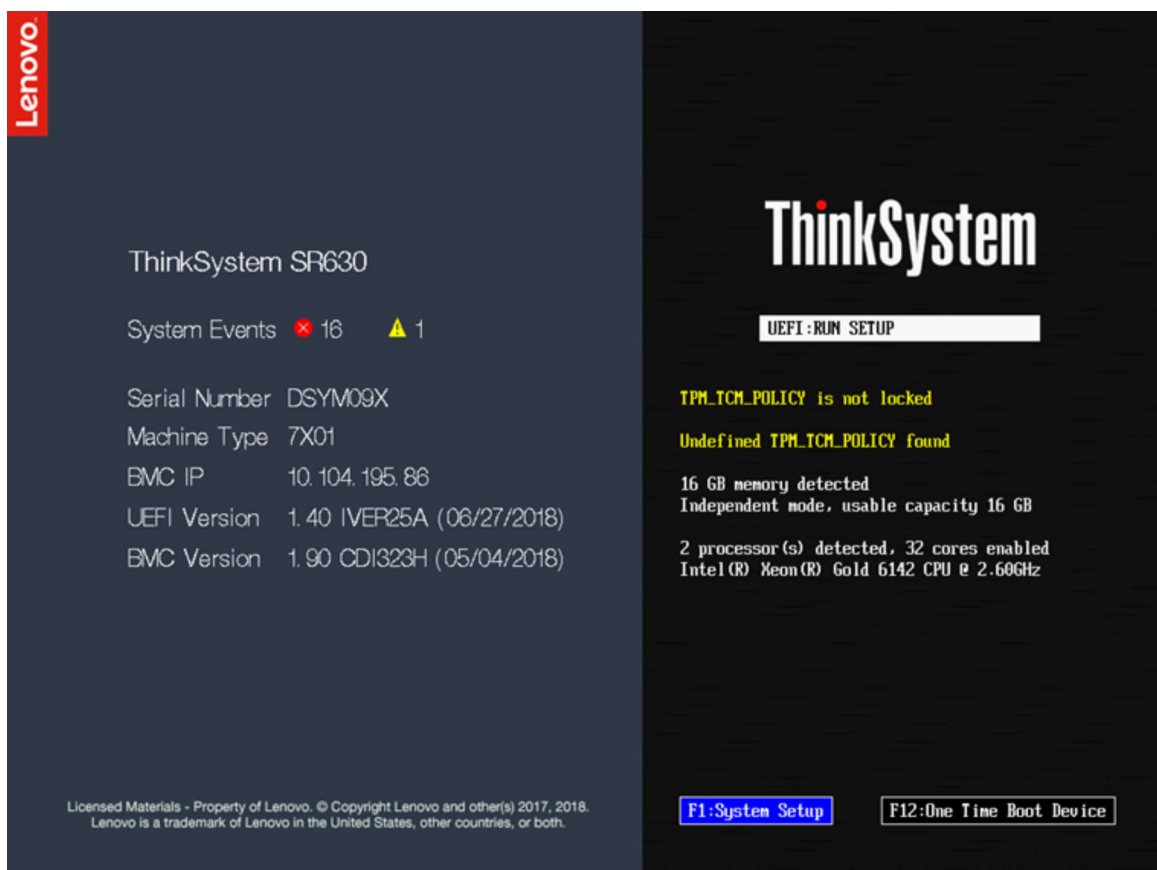 Lenovo.
ThinkSystem SR630
System Events 16 1
Serial Number DSYM09X
Machine Type 7X01
BMC IP 10.104.195.86
UEFI Version 1.40 IVER25A (06/27/2018)
BMC Version 1.90 CDI323H (05/04/2018)
Licensed Materials - Property of Lenovo. © Copyright Lenovo and other(s) 2017, 2018.
Lenovo is a trademark of Lenovo in the United States, other countries, or both.
ThinkSystem
UEFI:RUN SETUP
TPM_TCM_POLICY is not locked
Undefined TPM_TCM_POLICY found
16 GB memory detected
Independent mode, usable capacity 16 GB
2 processor(s) detected, 32 cores enabled
Intel(R) Xeon(R) Gold 6142 CPU @ 2.60GHz
F1:System Setup
F12:One Time Boot Device